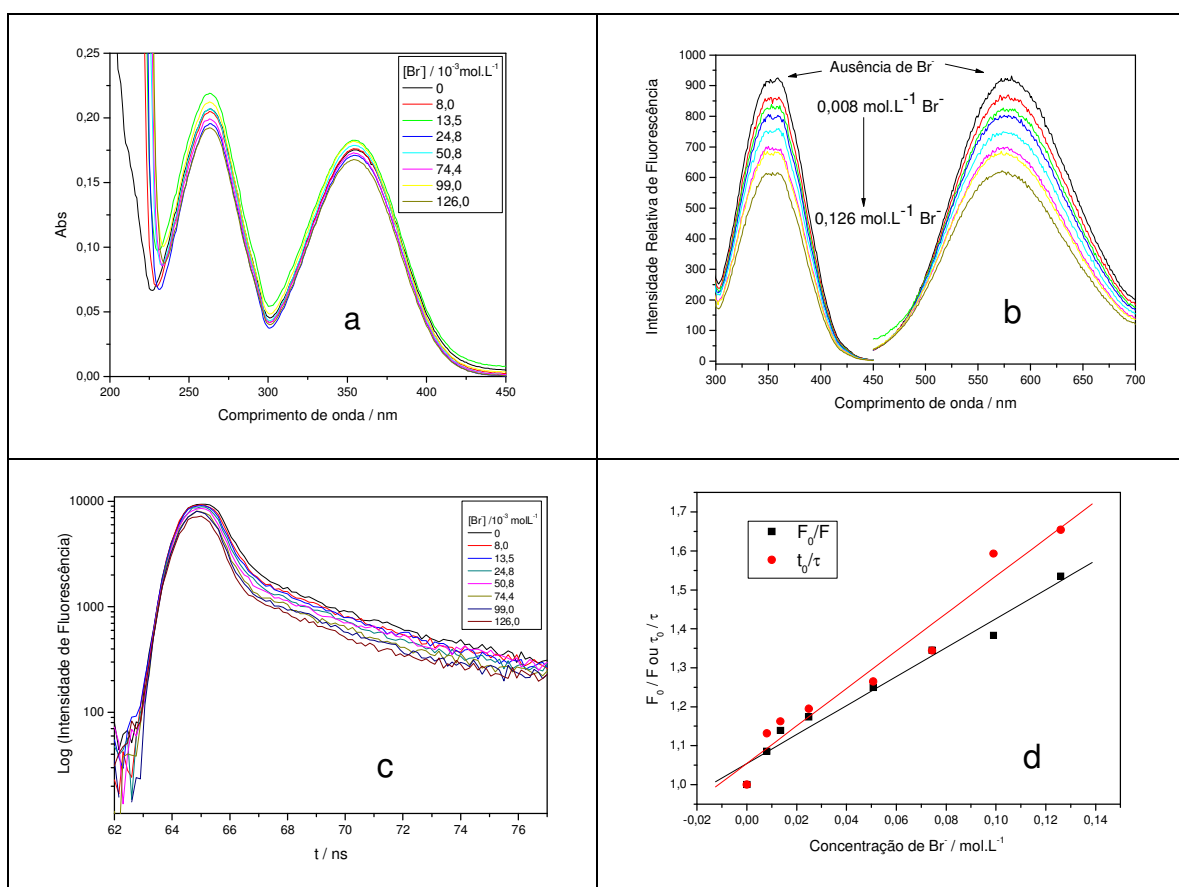 0,25
0,20
0,15
0,10
0,05
0,00
Abs
200 250 300 350 400 450
Comprimento de onda / nm
[Br-] / 10-3mol.L-1
0
8,0
13,5
24,8
50,8
74,4
99,0
126,0
a
1000
900
800
700
600
500
400
300
200
100
0
Intensidade Relativa de Fluorescência
300 350 400 450 500 550 600 650 700
Comprimento de onda / nm
Ausência de Br-
0,008 mol.L-1 Br-
0,126 mol.L-1 Br-
b
10000
1000
100
Log (Intensidade de Fluorescência)
62 64 66 68 70 72 74 76
t / ns
[Br-] /10-3 molL-1
0
8,0
13,5
24,8
50,8
74,4
99,0
126,0
c
1,7
1,6
1,5
1,4
1,3
1,2
1,1
1,0
F0 / F ou τ0 / τ
-0,02 0,00 0,02 0,04 0,06 0,08 0,10 0,12 0,14
Concentração de Br- / mol.L-1
F0/F
t0/τ
d